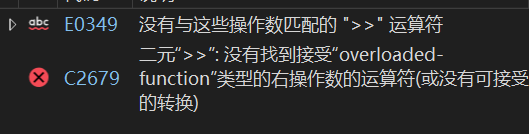 abc E0349 没有与这些操作数匹配的 ">>" 运算符
二元“>>”: 没有找到接受“overloaded-
C2679 function”类型的右操作数的运算符(或没有可接受
的转换)